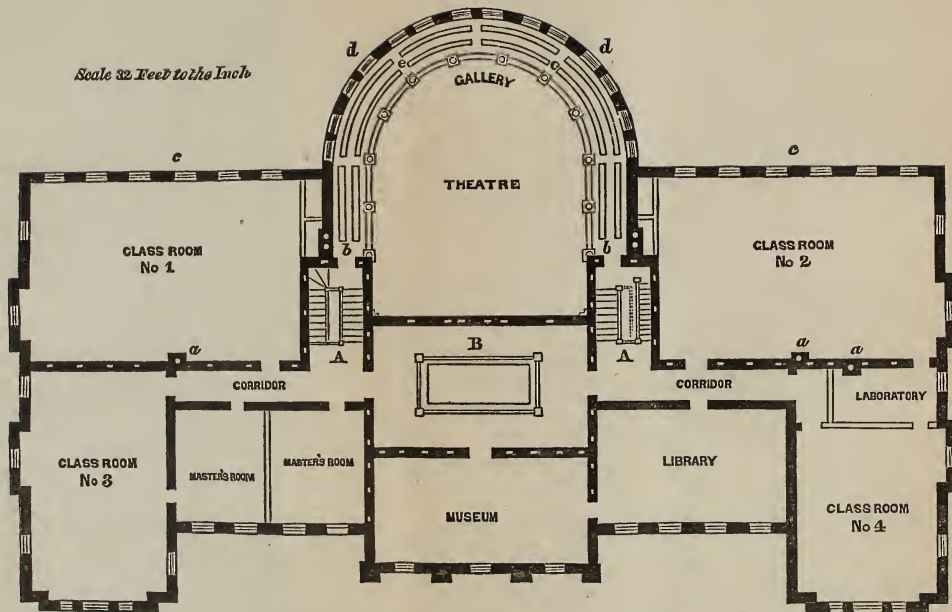 d
d
Scale 32 Feet to the Inch
e
e
GALLERY
c
c
THEATRE
CLASS ROOM
No 1
CLASS ROOM
No 2
b
b
a
A
B
A
a
a
CORRIDOR
CORRIDOR
LABORATORY
CLASS ROOM
No 3
MASTER'S ROOM
MASTER'S ROOM
LIBRARY
MUSEUM
CLASS ROOM
No 4